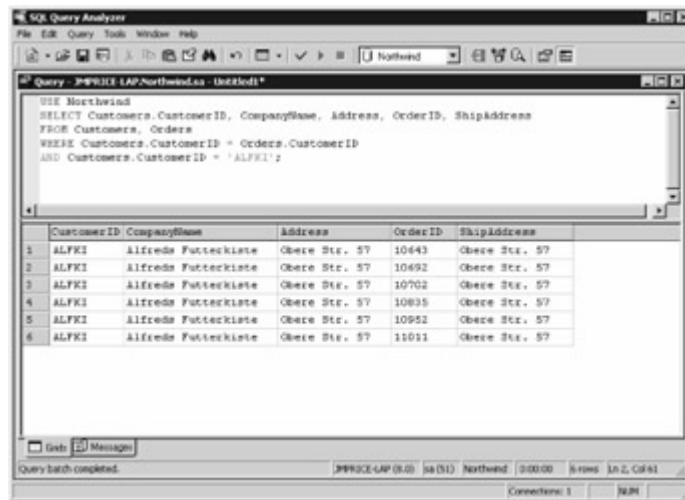 SQL Query Analyzer
File Edit Query Tools Window Help
Northwind
Query - JMPRICE-LAP.Northwind.sa - Untitled1*
USE Northwind
SELECT Customers.CustomerID, CompanyName, Address, OrderID, ShipAddress
FROM Customers, Orders
WHERE Customers.CustomerID = Orders.CustomerID
AND Customers.CustomerID = 'ALFKI';
CustomerID CompanyName Address OrderID ShipAddress
1 ALFKI Alfreds Futterkiste Obere Str. 57 10643 Obere Str. 57
2 ALFKI Alfreds Futterkiste Obere Str. 57 10692 Obere Str. 57
3 ALFKI Alfreds Futterkiste Obere Str. 57 10702 Obere Str. 57
4 ALFKI Alfreds Futterkiste Obere Str. 57 10835 Obere Str. 57
5 ALFKI Alfreds Futterkiste Obere Str. 57 10952 Obere Str. 57
6 ALFKI Alfreds Futterkiste Obere Str. 57 11011 Obere Str. 57
Grids Messages
Query batch completed. JMPRICE-LAP (8.0) sa (51) Northwind 0:00:00 6 rows Ln 2, Col 61
Connections: 1 NUM